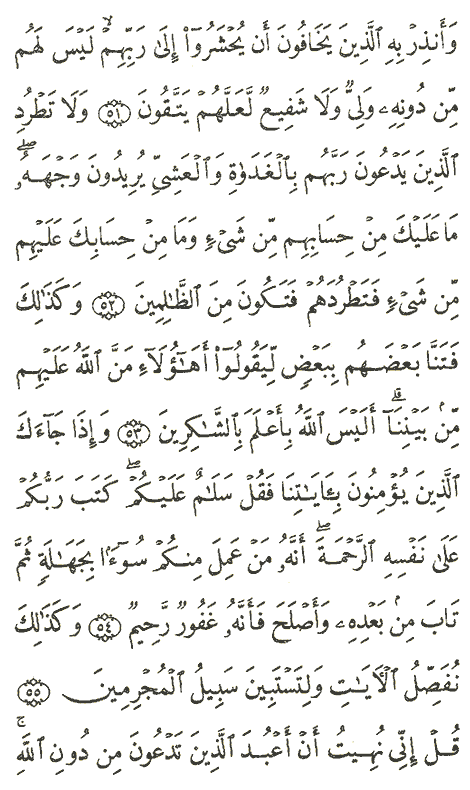 وَأَنذِرْ بِهِ ٱلَّذِينَ يَخَافُونَ أَن يُحْشَرُوٓا۟ إِلَىٰ رَبِّهِمْ ۙ لَيْسَ لَهُم
مِّن دُونِهِۦ وَلِىٌّ وَلَا شَفِيعٌ لَّعَلَّهُمْ يَتَّقُونَ ﴿٥١﴾ وَلَا تَطْرُدِ
ٱلَّذِينَ يَدْعُونَ رَبَّهُم بِٱلْغَدَوٰةِ وَٱلْعَشِىِّ يُرِيدُونَ وَجْهَهُۥ ۖ
مَا عَلَيْكَ مِنْ حِسَابِهِم مِّن شَىْءٍ وَمَا مِنْ حِسَابِكَ عَلَيْهِم
مِّن شَىْءٍ فَتَطْرُدَهُمْ فَتَكُونَ مِنَ ٱلظَّٰلِمِينَ ﴿٥٢﴾ وَكَذَٰلِكَ
فَتَنَّا بَعْضَهُم بِبَعْضٍ لِّيَقُولُوٓا۟ أَهَٰٓؤُلَآءِ مَنَّ ٱللَّهُ عَلَيْهِم
مِّنۢ بَيْنِنَآ ۗ أَلَيْسَ ٱللَّهُ بِأَعْلَمَ بِٱلشَّٰكِرِينَ ﴿٥٣﴾ وَإِذَا جَآءَكَ
ٱلَّذِينَ يُؤْمِنُونَ بِـَٔايَٰتِنَا فَقُلْ سَلَٰمٌ عَلَيْكُمْ ۖ كَتَبَ رَبُّكُمْ
عَلَىٰ نَفْسِهِ ٱلرَّحْمَةَ ۖ أَنَّهُۥ مَنْ عَمِلَ مِنكُمْ سُوٓءًۢا بِجَهَٰلَةٍ ثُمَّ
تَابَ مِنۢ بَعْدِهِۦ وَأَصْلَحَ فَأَنَّهُۥ غَفُورٌ رَّحِيمٌ ﴿٥٤﴾ وَكَذَٰلِكَ
نُفَصِّلُ ٱلْـَٔايَٰتِ وَلِتَسْتَبِينَ سَبِيلُ ٱلْمُجْرِمِينَ ﴿٥٥﴾
قُلْ إِنِّى نُهِيتُ أَنْ أَعْبُدَ ٱلَّذِينَ تَدْعُونَ مِن دُونِ ٱللَّهِ ۚ